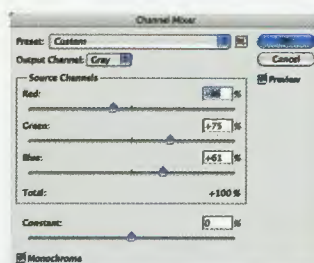 Channel Mixer
Preset: Custom
Output Channel: Gray
Cancel
Source Channels
Preview
Red: %
Green: +75 %
Blue: +61 %
Total: +100 %
Constant: 0 %
Monochrome